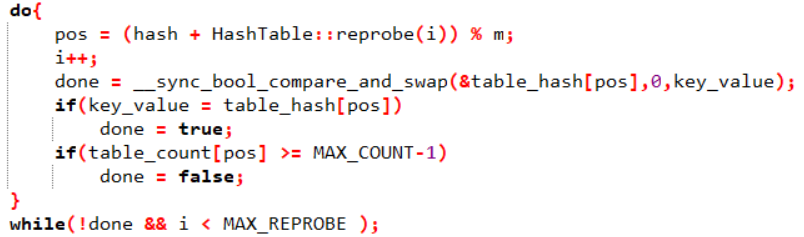 do{
    pos = (hash + HashTable::reprobe(i)) % m;
    i++;
    done = __sync_bool_compare_and_swap(&table_hash[pos],0,key_value);
    if(key_value = table_hash[pos])
        done = true;
    if(table_count[pos] >= MAX_COUNT-1)
        done = false;
}
while(!done && i < MAX_REPROBE );